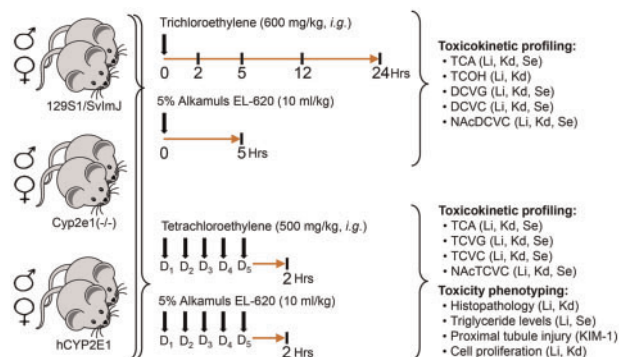 Trichloroethylene (600 mg/kg, i.g.)
0 2 5 12 24 Hrs
5% Alkamuls EL-620 (10 ml/kg)
0 5 Hrs
♂
♀
129S1/SvImJ
♂
♀
Cyp2e1(-/-)
♂
♀
hCYP2E1
Tetrachloroethylene (500 mg/kg, i.g.)
D1 D2 D3 D4 D5 2 Hrs
5% Alkamuls EL-620 (10 ml/kg)
D1 D2 D3 D4 D5 2 Hrs
Toxicokinetic profiling:
• TCA (Li, Kd, Se)
• TCOH (Li, Kd)
• DCVG (Li, Kd, Se)
• DCVC (Li, Kd, Se)
• NAcDCVC (Li, Kd, Se)
Toxicokinetic profiling:
• TCA (Li, Kd, Se)
• TCVG (Li, Kd, Se)
• TCVC (Li, Kd, Se)
• NAcTCVC (Li, Kd, Se)
Toxicity phenotyping:
• Histopathology (Li, Kd)
• Triglyceride levels (Li, Se)
• Proximal tubule injury (KIM-1)
• Cell proliferation (Li, Kd)